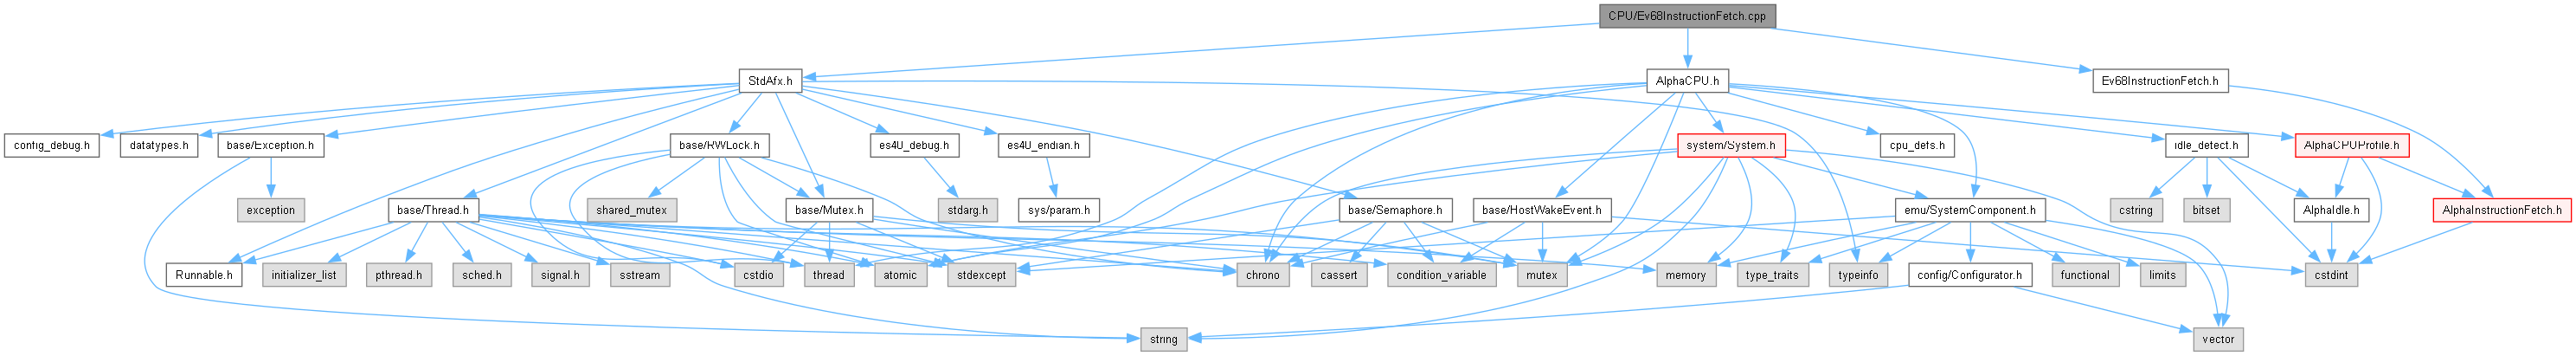 CPU/Ev68InstructionFetch.cpp
StdAfx.h
AlphaCPU.h
Ev68InstructionFetch.h
config_debug.h
datatypes.h
base/Exception.h
base/RWLock.h
es4U_debug.h
es4U_endian.h
system/System.h
cpu_defs.h
idle_detect.h
AlphaCPUProfile.h
exception
base/Thread.h
shared_mutex
base/Mutex.h
stdarg.h
sys/param.h
base/Semaphore.h
base/HostWakeEvent.h
emu/SystemComponent.h
cstring
bitset
AlphaIdle.h
AlphaInstructionFetch.h
Runnable.h
initializer_list
pthread.h
sched.h
signal.h
sstream
cstdio
thread
atomic
stdexcept
chrono
cassert
condition_variable
mutex
memory
type_traits
typeinfo
config/Configurator.h
functional
limits
cstdint
string
vector